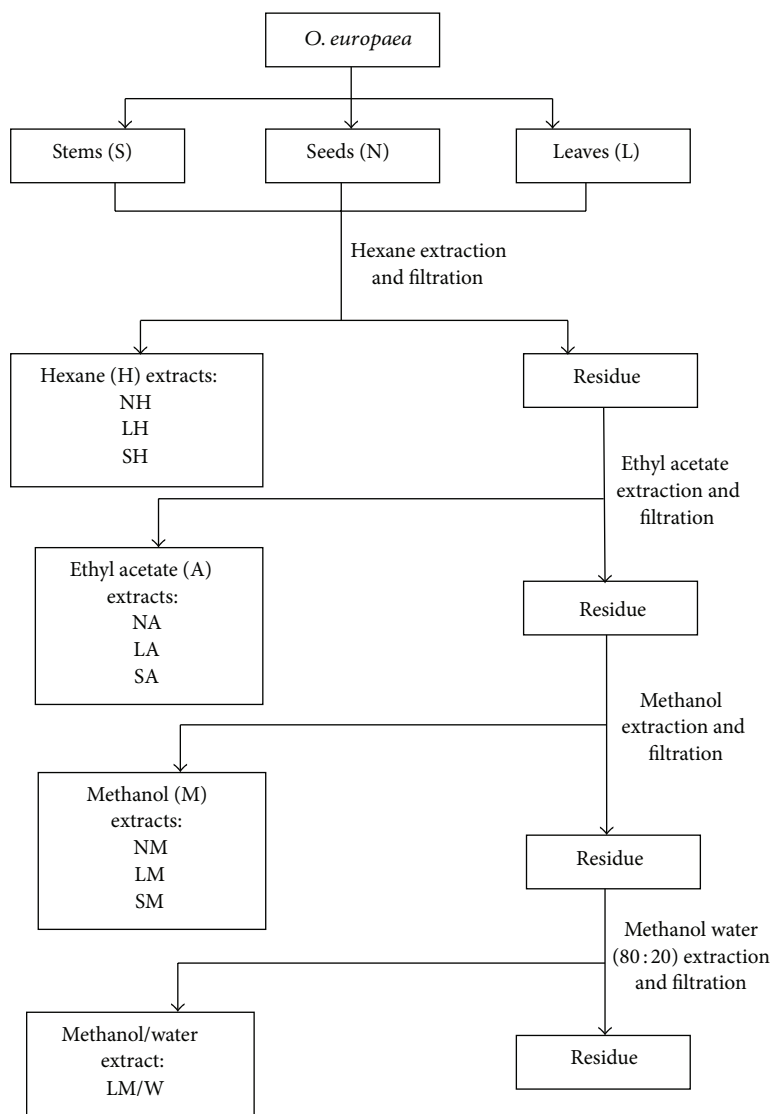 O. europaea
Stems (S)
Seeds (N)
Leaves (L)
Hexane extraction
and filtration
Hexane (H) extracts:
NH
LH
SH
Residue
Ethyl acetate
extraction and
filtration
Ethyl acetate (A)
extracts:
NA
LA
SA
Residue
Methanol
extraction and
filtration
Methanol (M)
extracts:
NM
LM
SM
Residue
Methanol water
(80 : 20) extraction
and filtration
Methanol/water
extract:
LM/W
Residue